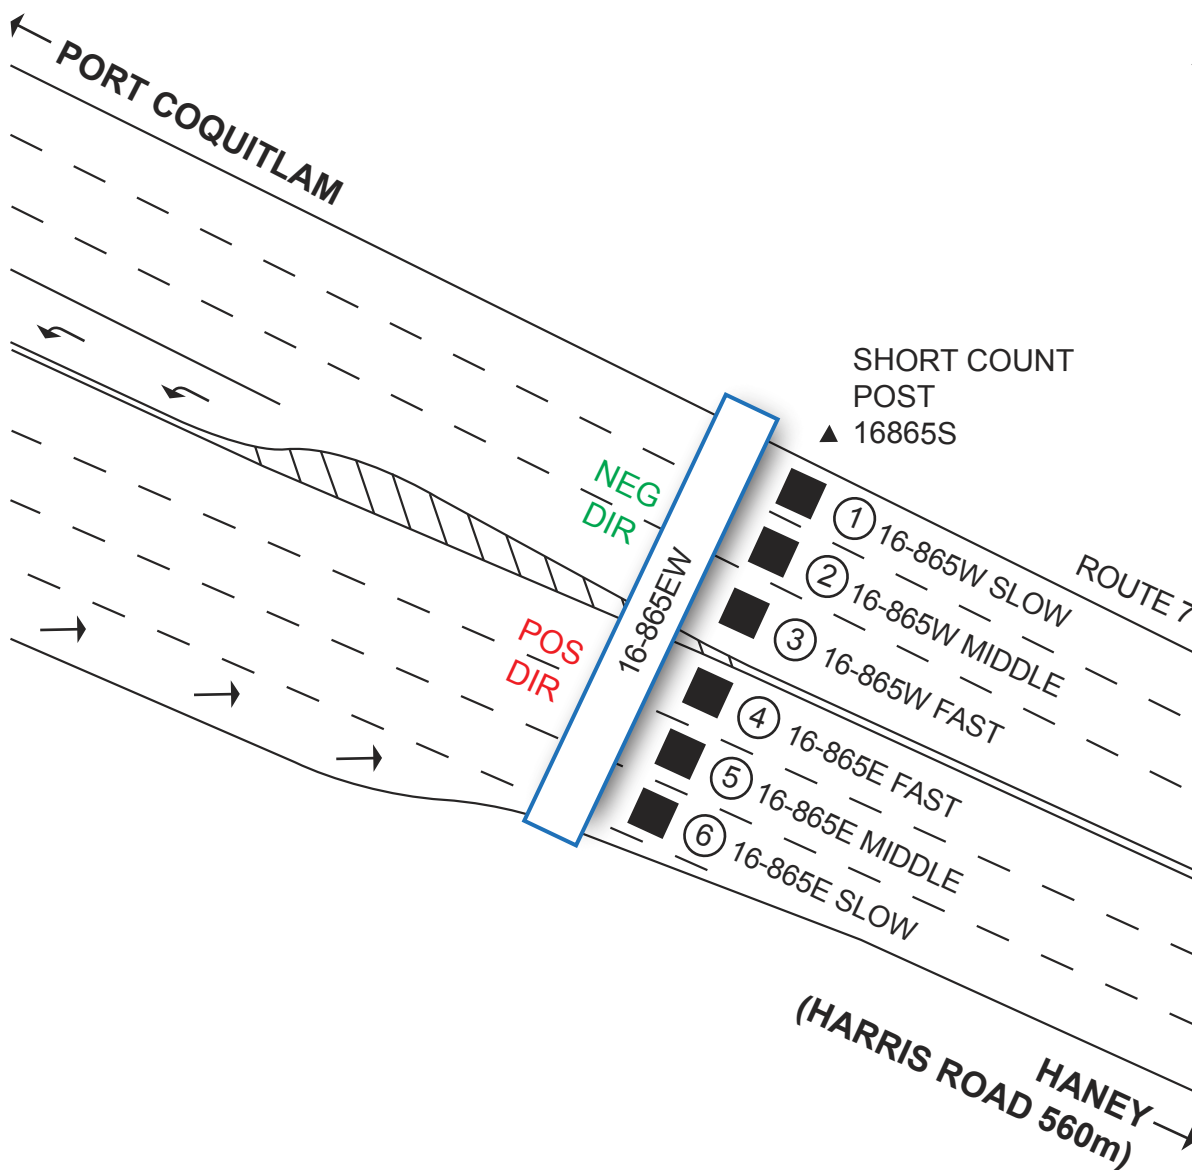 PORT COQUITLAM
SHORT COUNT
POST
16865S
NEG
DIR
POS
DIR
16-865EW
ROUTE 7
1 16-865W SLOW
2 16-865W MIDDLE
3 16-865W FAST
4 16-865E FAST
5 16-865E MIDDLE
6 16-865E SLOW
HANEY
(HARRIS ROAD 560m)